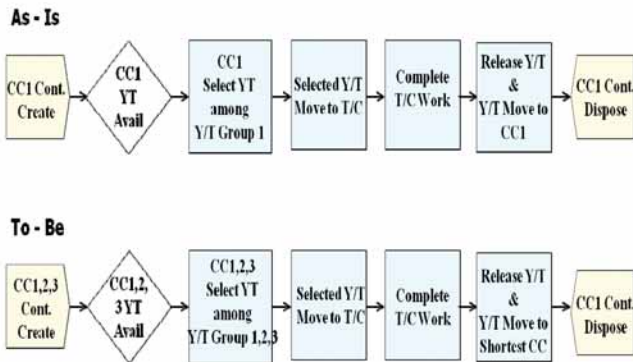 As - Is
CC1 Cont.
Create
CC1
YT
Avail
CC1
Select YT
among
Y/T Group 1
Selected Y/T
Move to T/C
Complete
T/C Work
Release Y/T
&
Y/T Move to
CC1
CC1 Cont.
Dispose
To - Be
CC1,2,3
Cont.
Create
CC1,2,
3 YT
Avail
CC1,2,3
Select YT
among
Y/T Group 1,2,3
Selected Y/T
Move to T/C
Complete
T/C Work
Release Y/T
&
Y/T Move to
Shortest CC
CC1 Cont.
Dispose